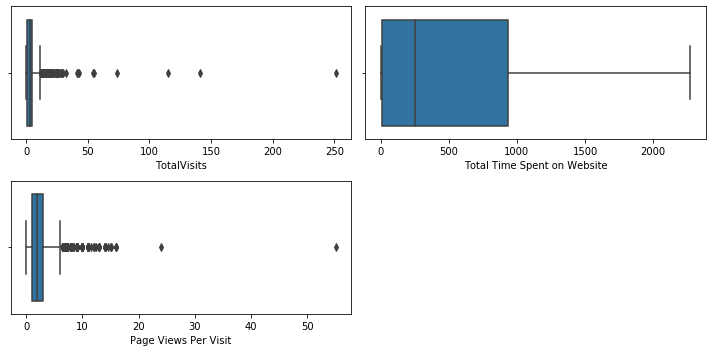 0 50 100 150 200 250
TotalVisits
0 500 1000 1500 2000
Total Time Spent on Website
0 10 20 30 40 50
Page Views Per Visit